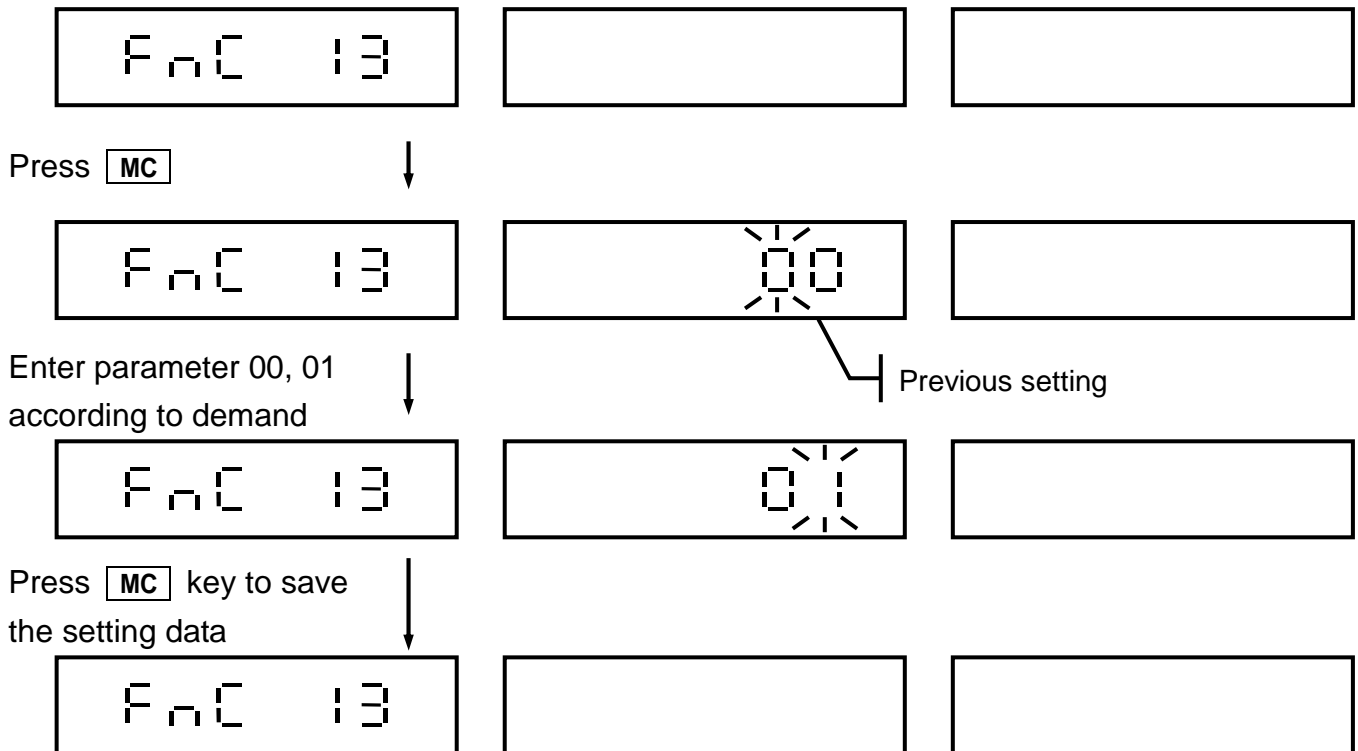 FnC 13
Press MC
FnC 13 00
Enter parameter 00, 01
according to demand
Previous setting
FnC 13 01
Press MC key to save
the setting data
FnC 13